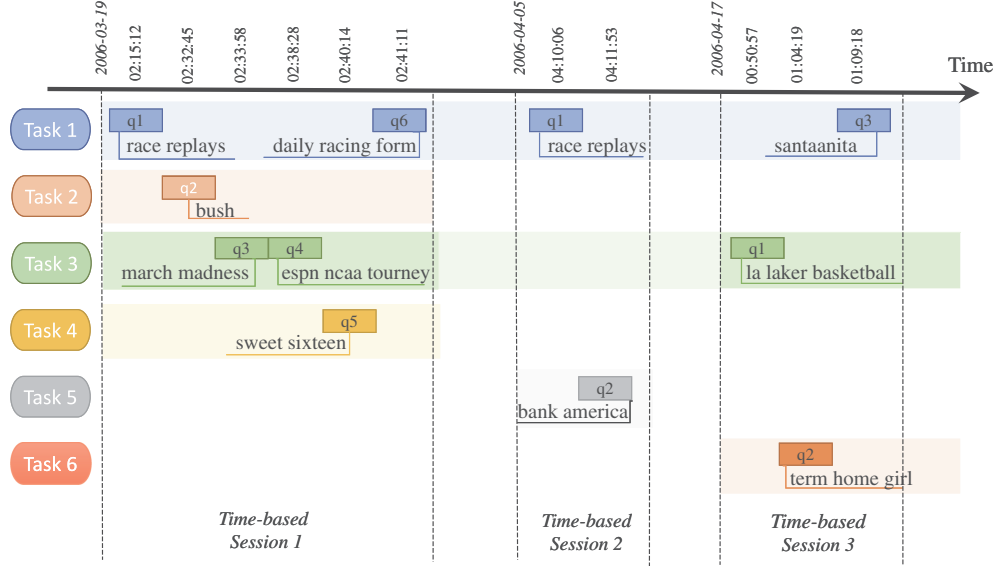 2006-03-19
02:15:12
02:32:45
02:33:58
02:38:28
02:40:14
02:41:11
2006-04-05
04:10:06
04:11:53
2006-04-17
00:50:57
01:04:19
01:09:18
Time
Task 1
q1
race replays
q6
daily racing form
q1
race replays
q3
santaanita
Task 2
q2
bush
Task 3
q3
march madness
q4
espn ncaa tourney
q1
la laker basketball
Task 4
q5
sweet sixteen
Task 5
q2
bank america
Task 6
q2
term home girl
Time-based
Session 1
Time-based
Session 2
Time-based
Session 3